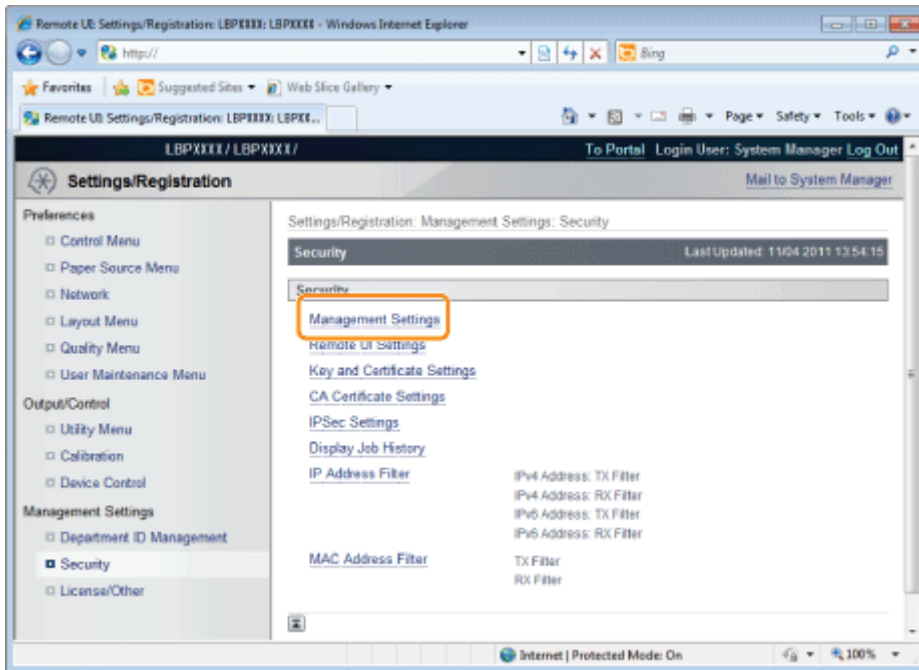 Remote UI: Settings/Registration: LBPXXXX: LBPXXXX - Windows Internet Explorer
http://
Bing
Favorites Suggested Sites Web Slice Gallery
Remote UI: Settings/Registration: LBPXXXX: LBPXX...
Page Safety Tools
LBPXXXX / LBPXXXX /
To Portal Login User: System Manager Log Out
Settings/Registration
Mail to System Manager
Preferences
Control Menu
Paper Source Menu
Network
Layout Menu
Quality Menu
User Maintenance Menu
Output/Control
Utility Menu
Calibration
Device Control
Management Settings
Department ID Management
Security
License/Other
Settings/Registration: Management Settings: Security
Security
Last Updated: 11/04 2011 13:54:15
Security
Management Settings
Remote UI Settings
Key and Certificate Settings
CA Certificate Settings
IPSec Settings
Display Job History
IP Address Filter
IPv4 Address: TX Filter
IPv4 Address: RX Filter
IPv6 Address: TX Filter
IPv6 Address: RX Filter
MAC Address Filter
TX Filter
RX Filter
Internet | Protected Mode: On
100%